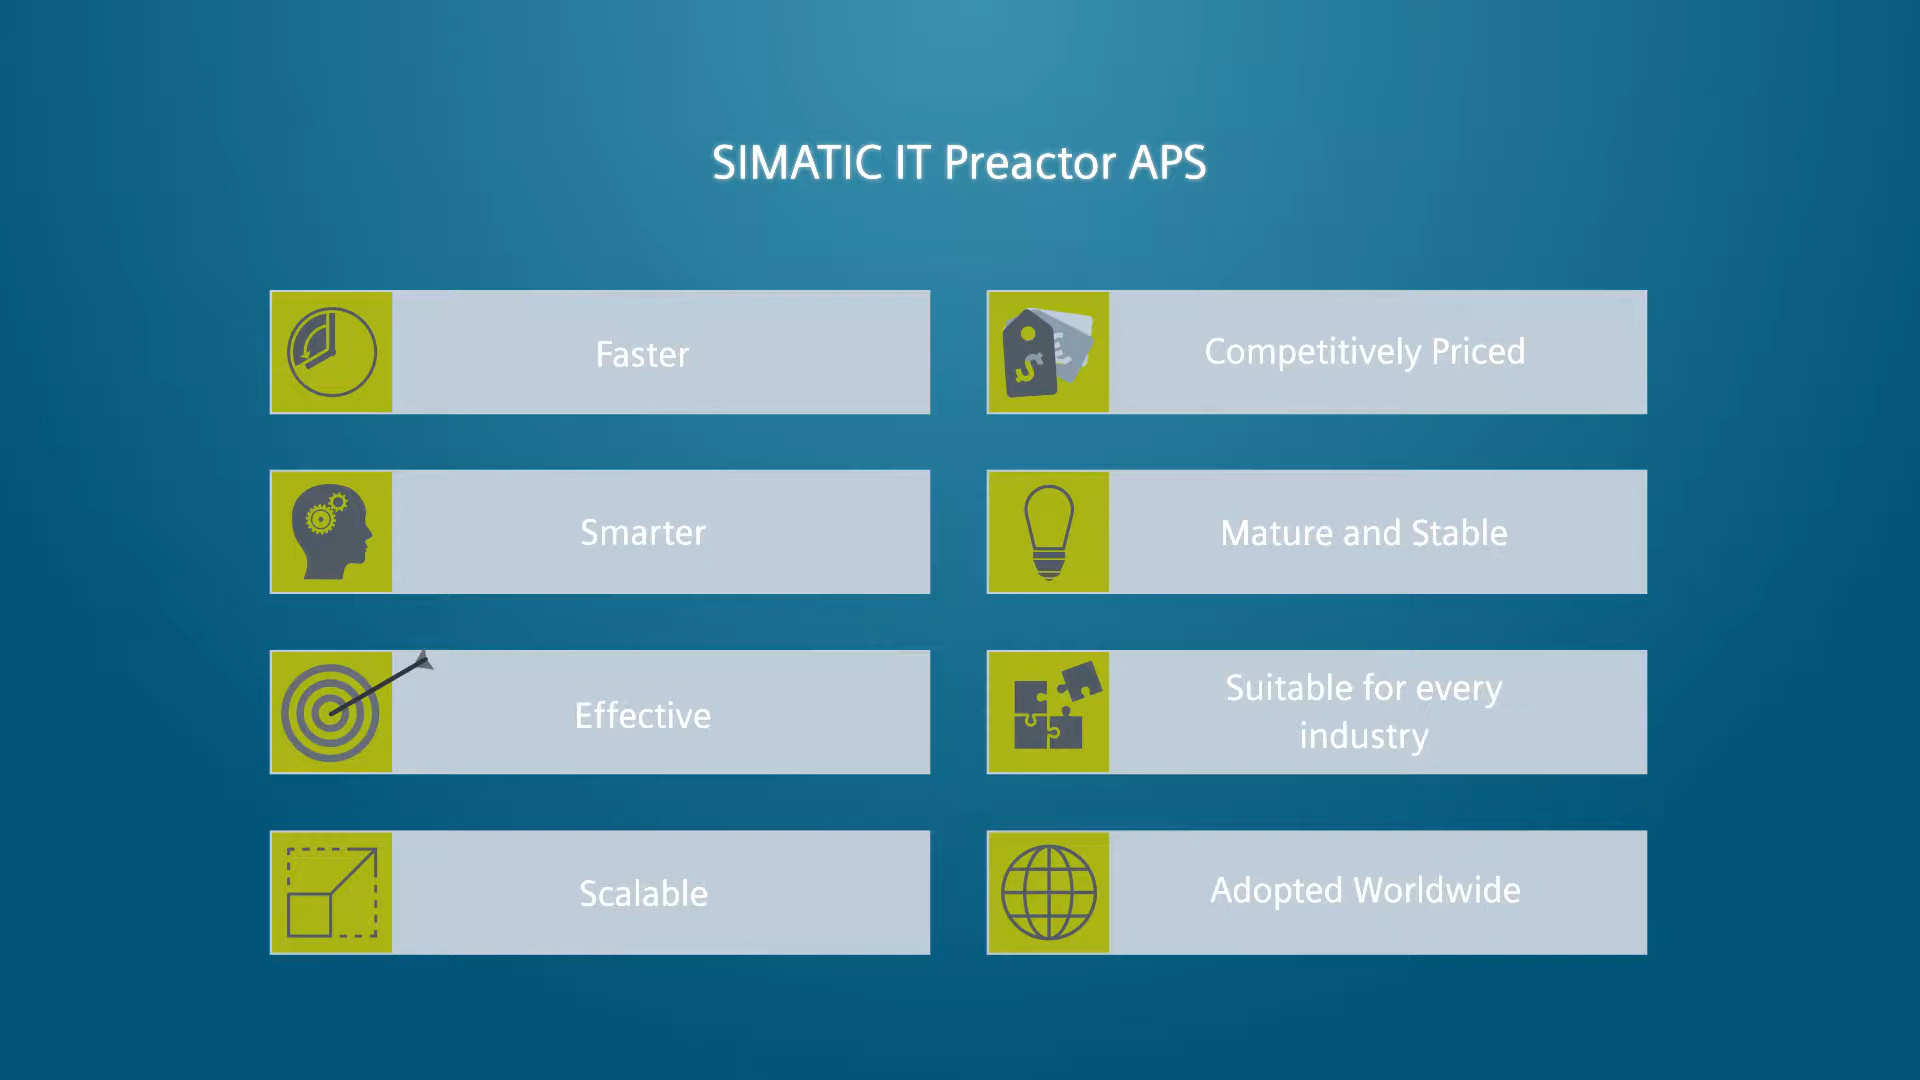 SIMATIC IT Preactor APS
Faster
Competitively Priced
Smarter
Mature and Stable
Effective
Suitable for every
industry
Scalable
Adopted Worldwide